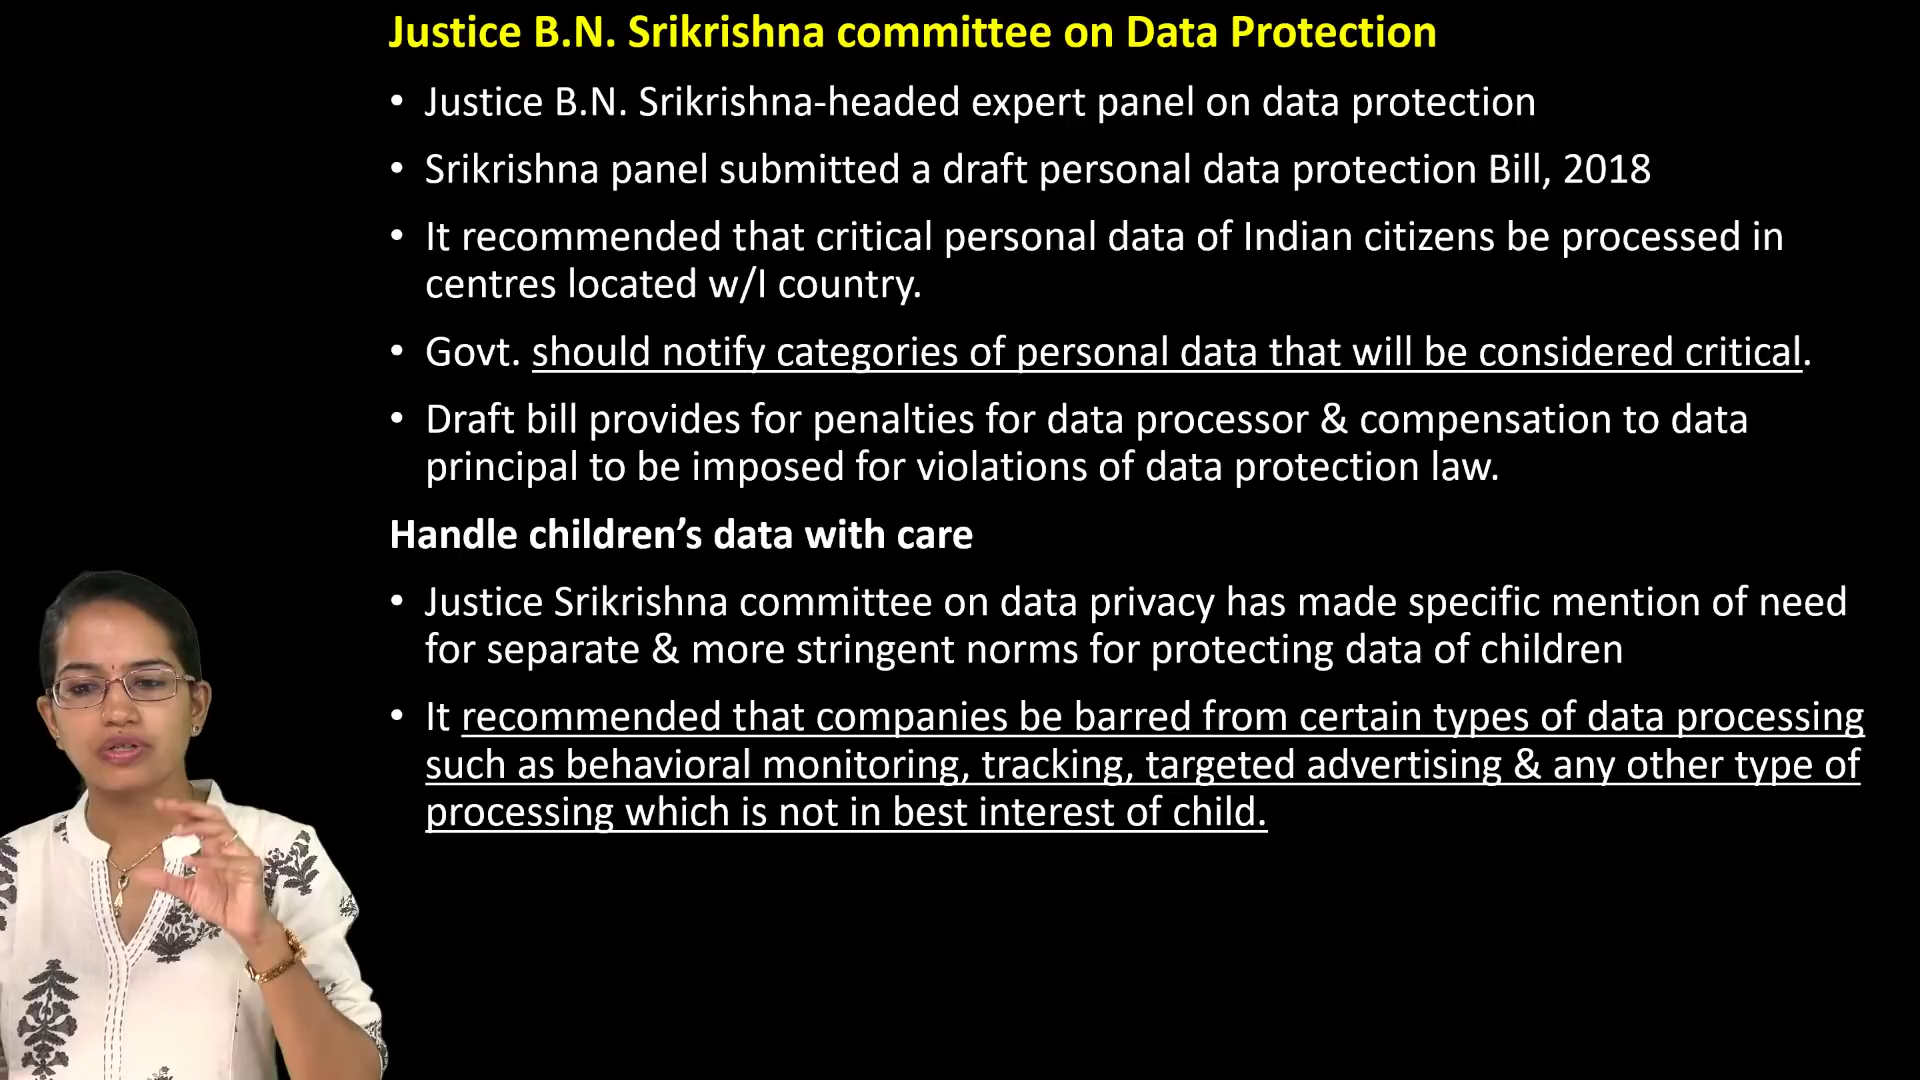 Justice B.N. Srikrishna committee on Data Protection
• Justice B.N. Srikrishna-headed expert panel on data protection
• Srikrishna panel submitted a draft personal data protection Bill, 2018
• It recommended that critical personal data of Indian citizens be processed in
centres located w/I country.
• Govt. should notify categories of personal data that will be considered critical.
• Draft bill provides for penalties for data processor & compensation to data
principal to be imposed for violations of data protection law.
Handle children’s data with care
• Justice Srikrishna committee on data privacy has made specific mention of need
for separate & more stringent norms for protecting data of children
• It recommended that companies be barred from certain types of data processing
such as behavioral monitoring, tracking, targeted advertising & any other type of
processing which is not in best interest of child.